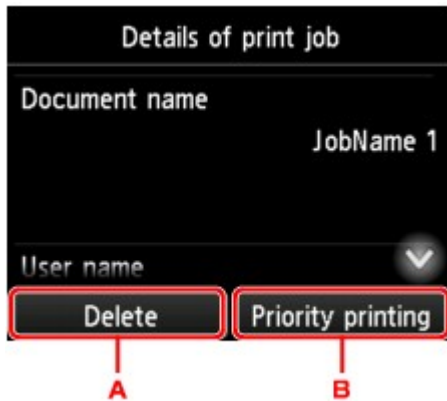 Details of print job
Document name
JobName 1
User name
Delete Priority printing
A B